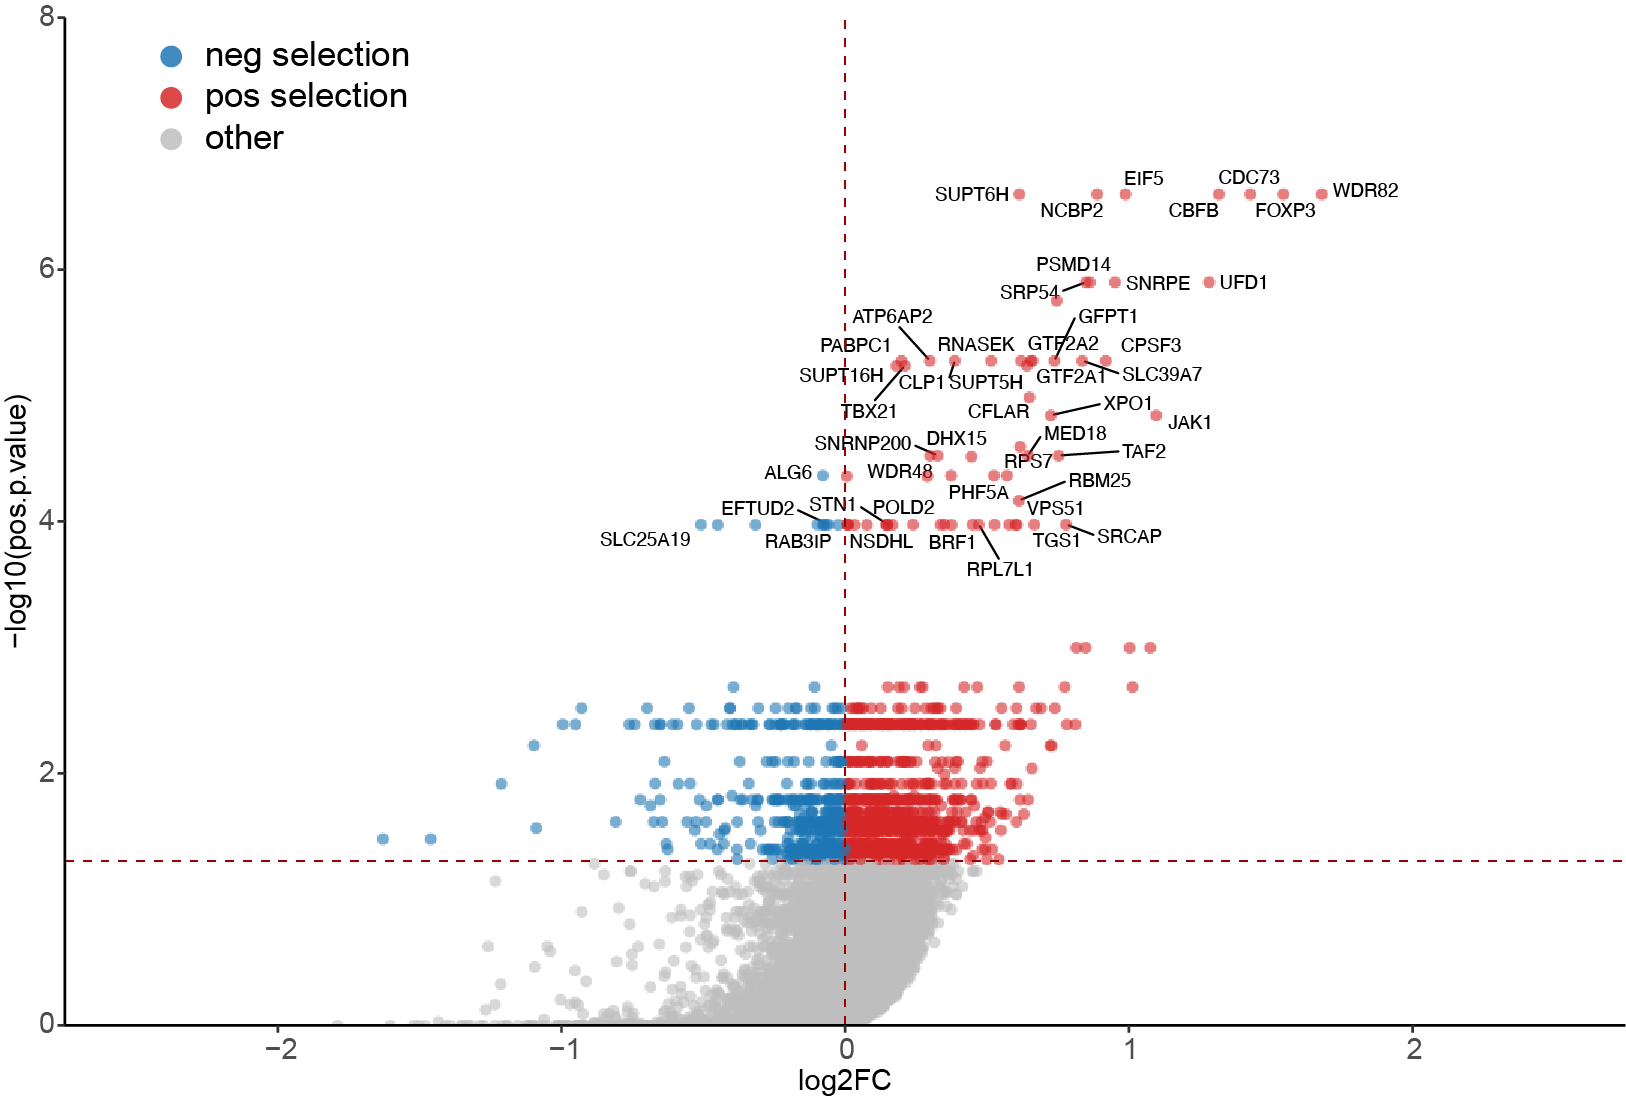 8
neg selection
pos selection
other
CDC73
EIF5
WDR82
SUPT6H
NCBP2
CBFB
FOXP3
6
PSMD14
SNRPE
UFD1
SRP54
ATP6AP2
GFPT1
PABPC1
RNASEK
GTF2A2
CPSF3
SUPT16H
CLP1
SUPT5H
GTF2A1
SLC39A7
TBX21
CFLAR
XPO1
JAK1
SNRNP200
DHX15
MED18
TAF2
RPS7
ALG6
WDR48
PHF5A
RBM25
4
EFTUD2
STN1
POLD2
VPS51
SLC25A19
RAB3IP
NSDHL
BRF1
TGS1
SRCAP
RPL7L1
−log10(pos.p.value)
2
0
−2
−1
0
1
2
log2FC